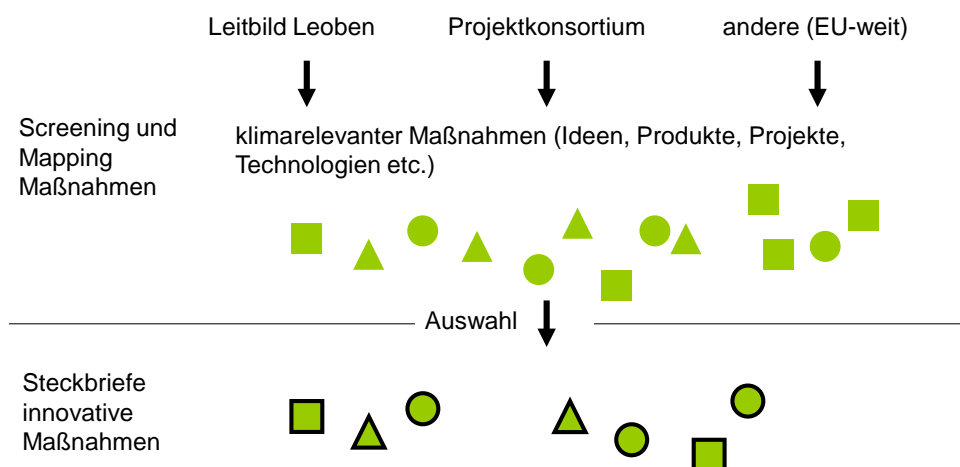 Leitbild Leoben
Projektkonsortium
andere (EU-weit)
Screening und
Mapping
Maßnahmen
klimarelevanter Maßnahmen (Ideen, Produkte, Projekte,
Technologien etc.)
Auswahl
Steckbriefe
innovative
Maßnahmen